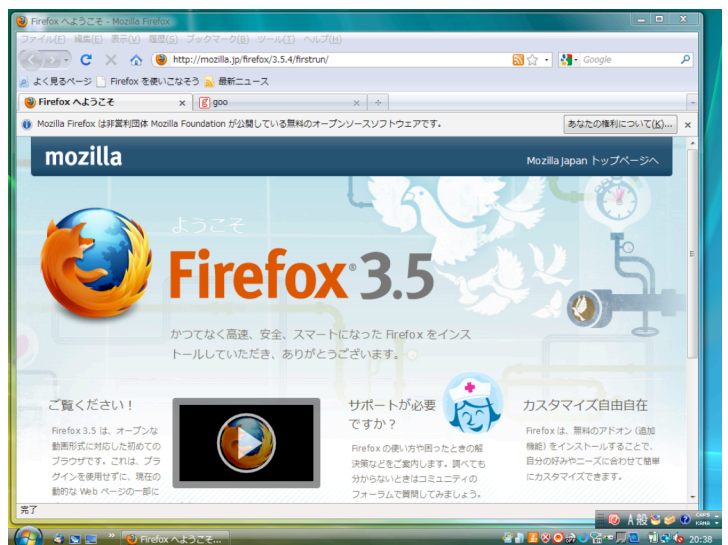 Firefox へようこそ - Mozilla Firefox
ファイル(F) 編集(E) 表示(V) 履歴(S) ブックマーク(B) ツール(T) ヘルプ(H)
http://mozilla.jp/firefox/3.5.4/firstrun/
Google
よく見るページ Firefox を使いこなそう 最新ニュース
Firefox へようこそ goo
Mozilla Firefox は非営利団体 Mozilla Foundation が公開している無料のオープンソースソフトウェアです。 あなたの権利について(K)...
mozilla
Mozilla Japan トップページへ
ようこそ
Firefox® 3.5
かつてなく高速、安全、スマートになった Firefox をインス
トールしていただき、ありがとうございます。
ご覧ください！
Firefox 3.5 は、オープンな
動画形式に対応した初めての
ブラウザです。これは、プラ
グインを使用せずに、現在の
動的な Web ページの一部に
サポートが必要
ですか？
Firefox の使い方や困ったときの解
決策などをご案内します。調べても
分からないときはコミュニティの
フォーラムで質問してみましょう。
カスタマイズ自由自在
Firefox は、無料のアドオン (追加
機能) をインストールすることで、
自分の好みやニーズに合わせて簡単
にカスタマイズできます。
完了
A 般 CAPS
KANA
Firefox へようこそ...
20:38